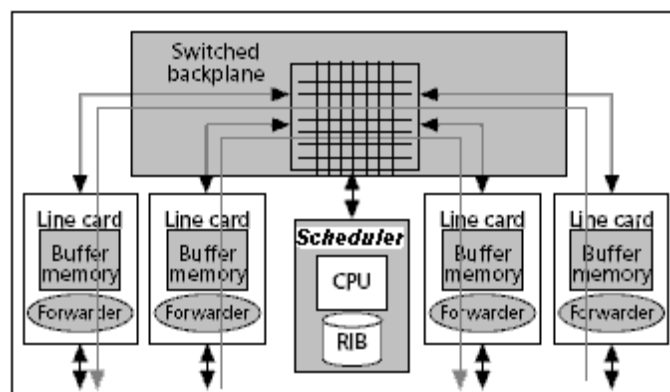 Switched
backplane
Line card
Buffer
memory
Forwarder
Line card
Buffer
memory
Forwarder
Scheduler
CPU
RIB
Line card
Buffer
memory
Forwarder
Line card
Buffer
memory
Forwarder